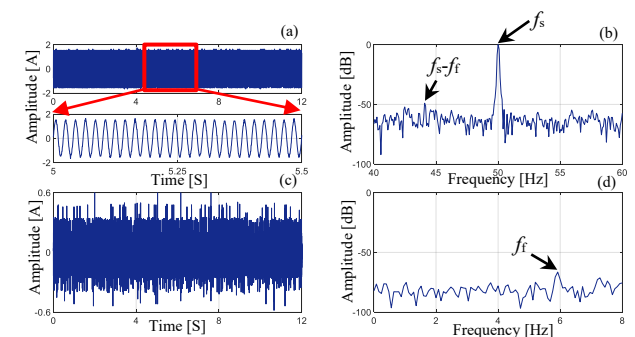 (a)
2
0
-2
0
4
8
12
2
0
-2
5
5.25
5.5
Amplitude [A]
Time [S]
(b)
fs
fs-ff
0
-50
-100
40
45
50
55
60
Amplitude [dB]
Frequency [Hz]
(c)
0.6
0
-0.6
0
4
8
12
Amplitude [A]
Time [S]
(d)
ff
0
-50
-100
0
2
4
6
8
Amplitude [dB]
Frequency [Hz]